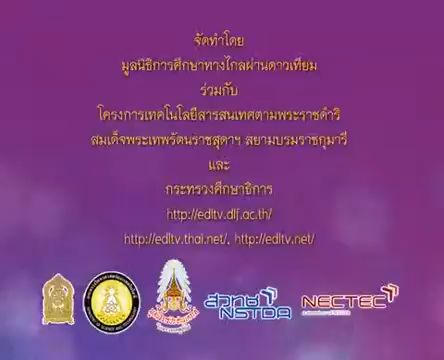 จัดทำโดย
มูลนิธิการศึกษาทางไกลผ่านดาวเทียม
ร่วมกับ
โครงการเทคโนโลยีสารสนเทศตามพระราชดำริ
สมเด็จพระเทพรัตนราชสุดาฯ สยามบรมราชกุมารี
และ
กระทรวงศึกษาธิการ
http://edltv.dlf.ac.th/
http://edltv.thai.net/, http://edltv.net/
สวทช
NSTDA
NECTEC